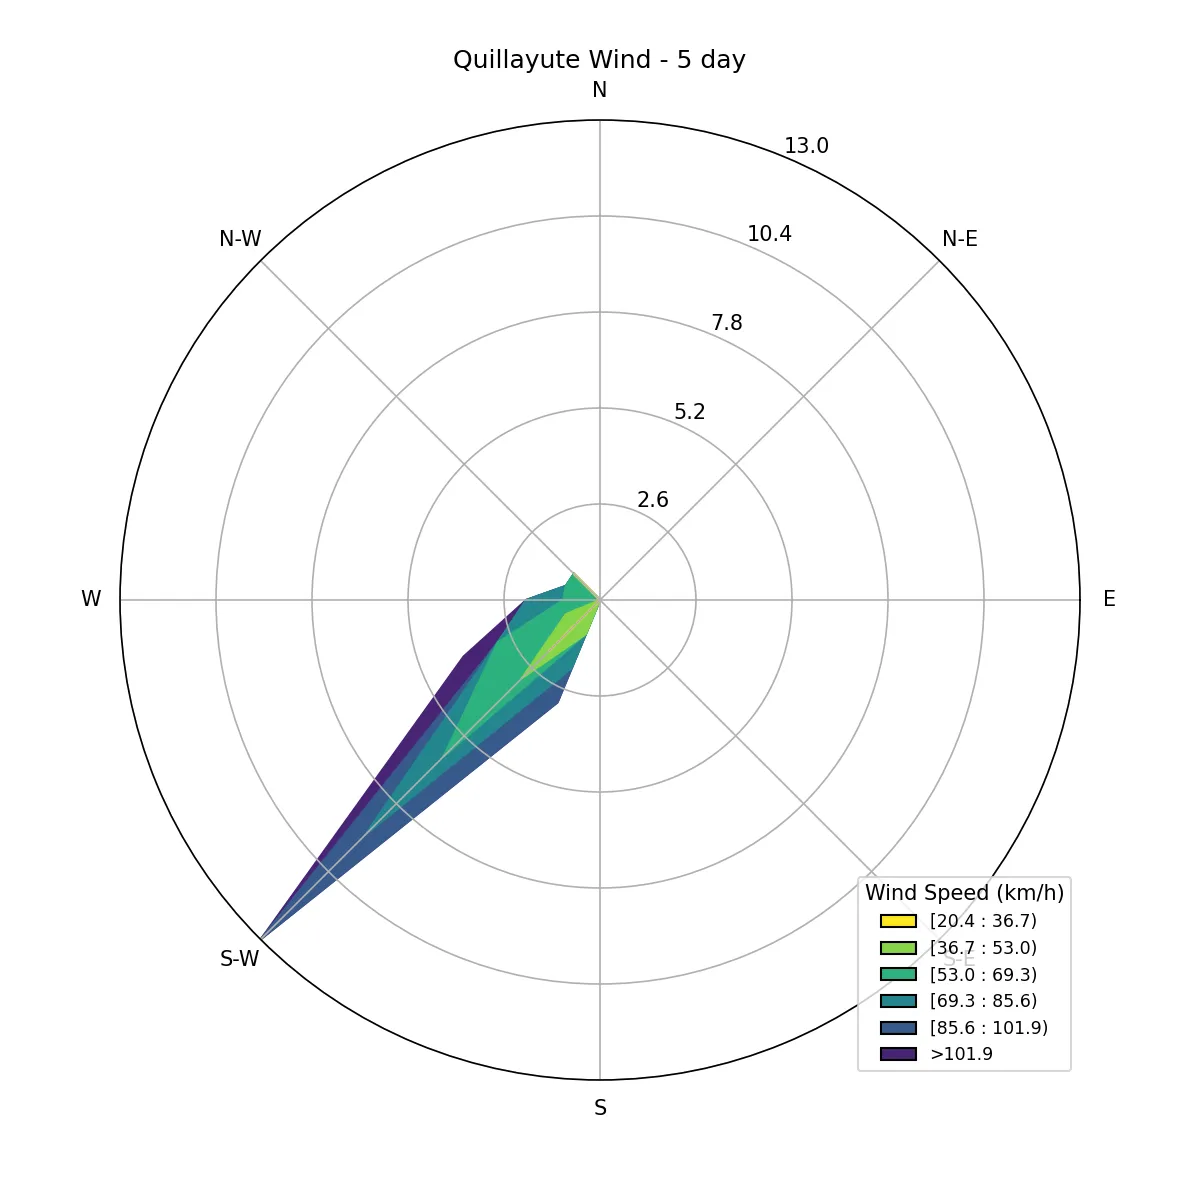 Quillayute Wind - 5 day
N
13.0
N-W
10.4
N-E
7.8
5.2
2.6
W
E
S-W
S-E
S
Wind Speed (km/h)
[20.4 : 36.7)
[36.7 : 53.0)
[53.0 : 69.3)
[69.3 : 85.6)
[85.6 : 101.9)
>101.9